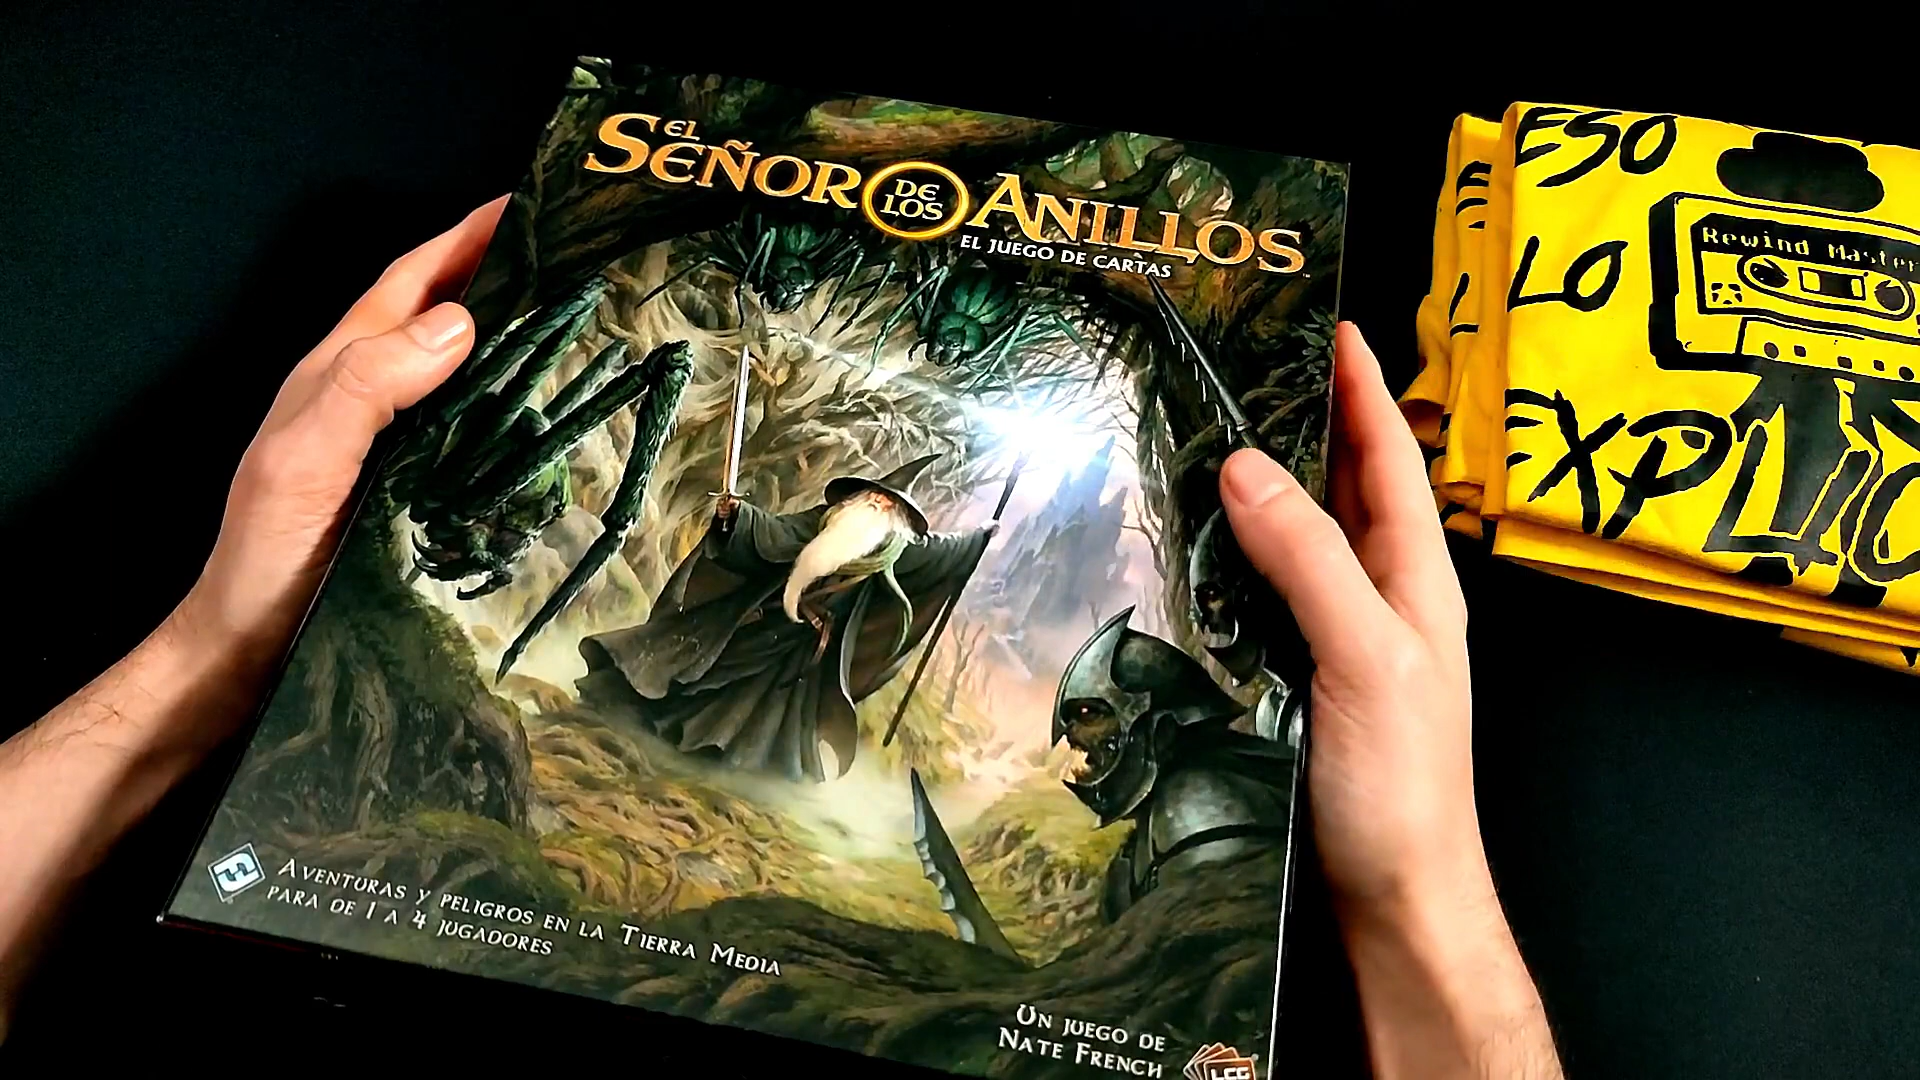 EL
SEÑOR DE LOS ANILLOS
EL JUEGO DE CARTAS
AVENTURAS Y PELIGROS EN LA TIERRA MEDIA
PARA DE 1 A 4 JUGADORES
UN JUEGO DE
NATE FRENCH
LCG
ESO
LO
Rewind Master